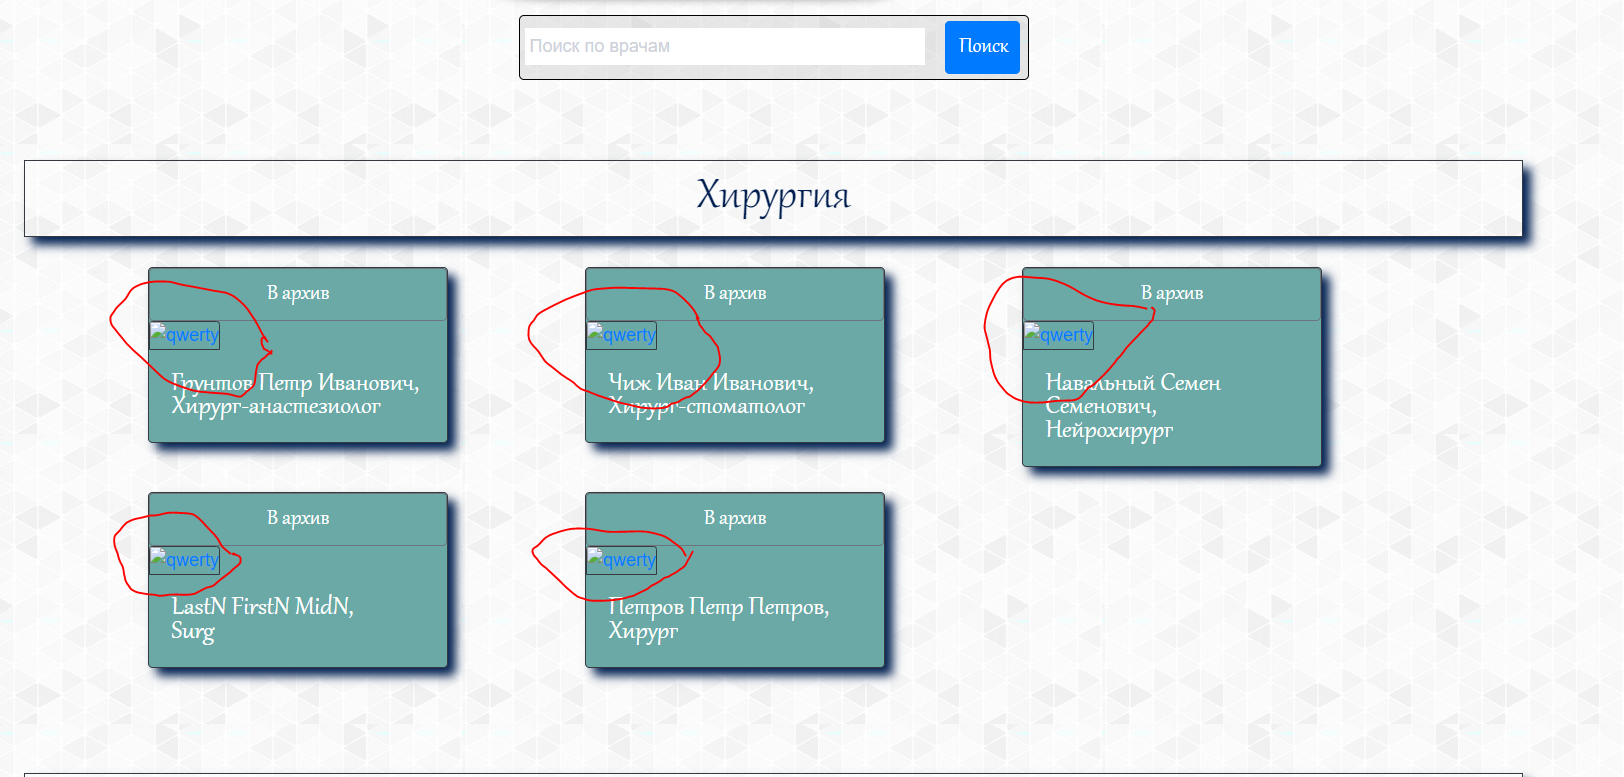 Поиск по врачам
Поиск
Хирургия
В архив
qwerty
Грунтов Петр Иванович,
Хирург-анастезиолог
В архив
qwerty
Чиж Иван Иванович,
Хирург-стоматолог
В архив
qwerty
Навальный Семен
Семенович,
Нейрохирург
В архив
qwerty
LastN FirstN MidN,
Surg
В архив
qwerty
Петров Петр Петров,
Хирург